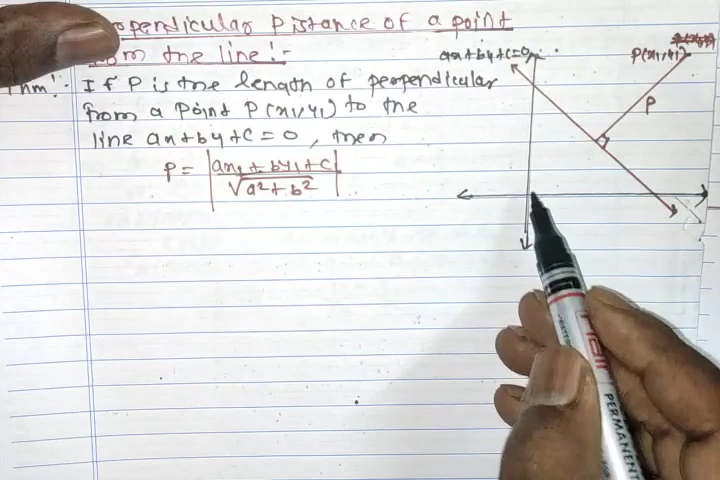 perpendicular Distance of a point
from the line!-
Thm!- If P is the length of perpendicular
from a point P(x1,y1) to the
line ax+by+c=0, then
P = |ax1 + by1 + c / √a²+b²|
ax+by+c=0
P(x1,y1)
P
PERMANENT